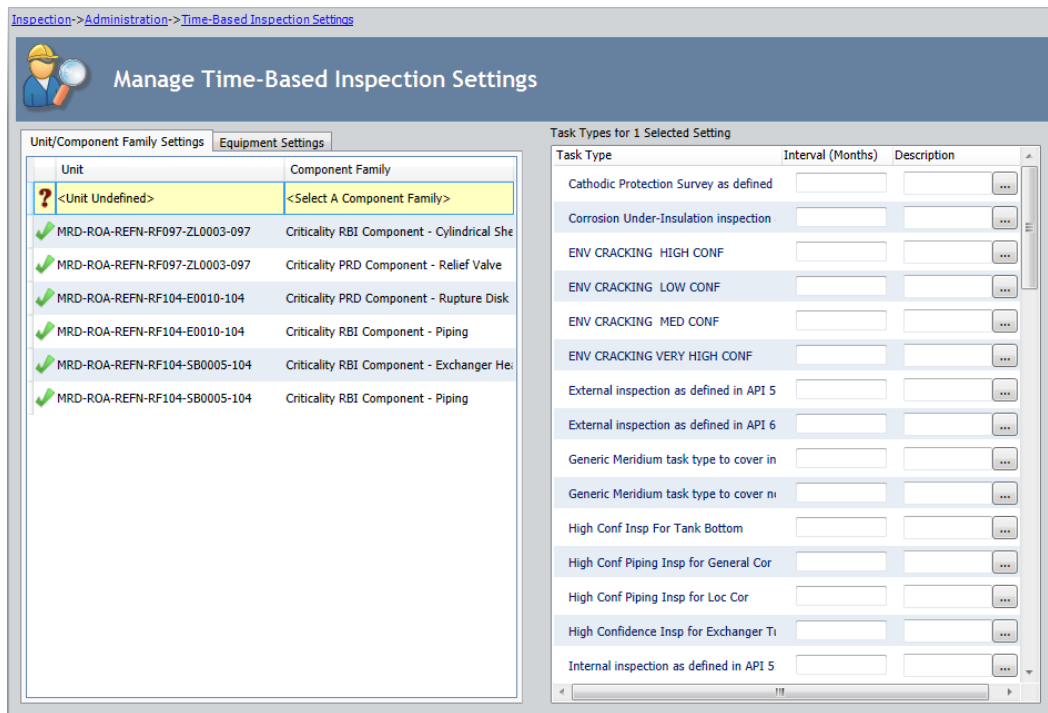 Inspection->Administration->Time-Based Inspection Settings
Manage Time-Based Inspection Settings
Unit/Component Family Settings Equipment Settings
Unit Component Family
? <Unit Undefined> <Select A Component Family>
MRD-ROA-REFN-RF097-ZL0003-097 Criticality RBI Component - Cylindrical She
MRD-ROA-REFN-RF097-ZL0003-097 Criticality PRD Component - Relief Valve
MRD-ROA-REFN-RF104-E0010-104 Criticality PRD Component - Rupture Disk
MRD-ROA-REFN-RF104-E0010-104 Criticality RBI Component - Piping
MRD-ROA-REFN-RF104-SB0005-104 Criticality RBI Component - Exchanger Hea
MRD-ROA-REFN-RF104-SB0005-104 Criticality RBI Component - Piping
Task Types for 1 Selected Setting
Task Type Interval (Months) Description
Cathodic Protection Survey as defined ...
Corrosion Under-Insulation inspection ...
ENV CRACKING  HIGH CONF ...
ENV CRACKING  LOW CONF ...
ENV CRACKING  MED CONF ...
ENV CRACKING VERY HIGH CONF ...
External inspection as defined in API 5 ...
External inspection as defined in API 6 ...
Generic Meridium task type to cover in ...
Generic Meridium task type to cover no ...
High Conf Insp For Tank Bottom ...
High Conf Piping Insp for General Cor ...
High Conf Piping Insp for Loc Cor ...
High Confidence Insp for Exchanger Tu ...
Internal inspection as defined in API 5 ...